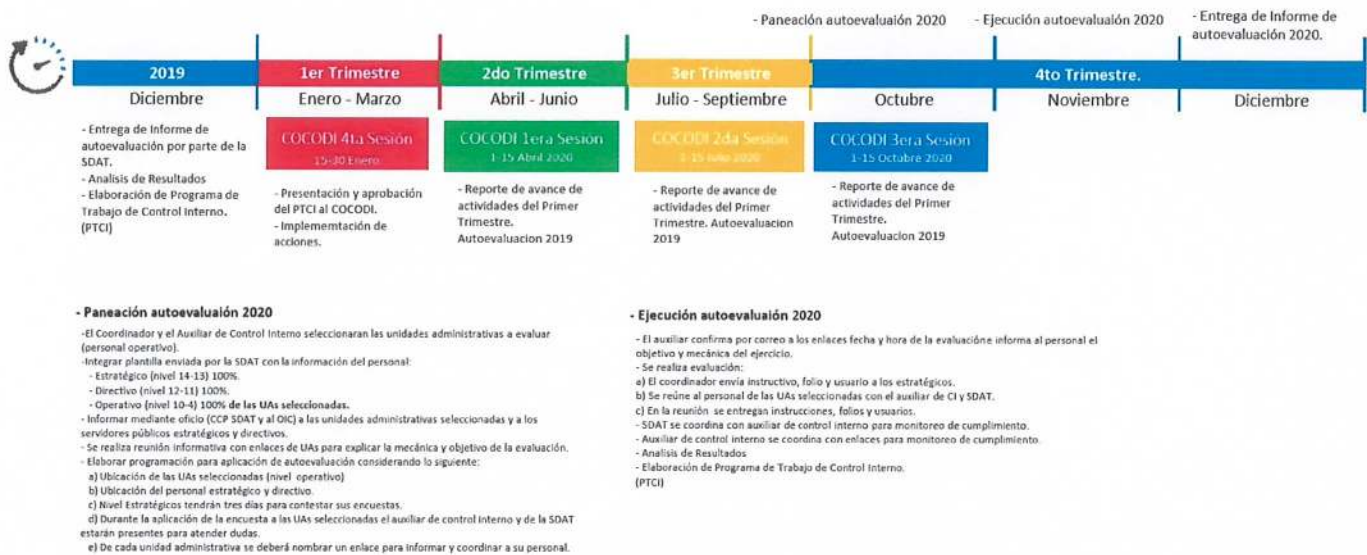 - Paneación autoevaluaión 2020
- Ejecución autoevaluaión 2020
- Entrega de Informe de
autoevaluación 2020.
2019
1er Trimestre
2do Trimestre
3er Trimestre
4to Trimestre.
Diciembre
Enero - Marzo
Abril - Junio
Julio - Septiembre
Octubre
Noviembre
Diciembre
- Entrega de Informe de
autoevaluación por parte de la
SDAT.
- Analisis de Resultados
- Elaboración de Programa de
Trabajo de Control Interno.
(PTCI)
COCODI 4ta Sesión
15-30 Enero
- Presentación y aprobación
del PTCI al COCODI.
- Implememtación de
acciones.
COCODI 1era Sesión
1-15 Abril 2020
- Reporte de avance de
actividades del Primer
Trimestre.
Autoevaluacion 2019
COCODI 2da Sesión
1-15 Julio 2020
- Reporte de avance de
actividades del Primer
Trimestre. Autoevaluacion
2019
COCODI 3era Sesión
1-15 Octubre 2020
- Reporte de avance de
actividades del Primer
Trimestre.
Autoevaluacion 2019
- Paneación autoevaluaión 2020
-El Coordinador y el Auxiliar de Control Interno seleccionaran las unidades administrativas a evaluar
(personal operativo).
-Integrar plantilla enviada por la SDAT con la información del personal:
- Estratégico (nivel 14-13) 100%.
- Directivo (nivel 12-11) 100%.
- Operativo (nivel 10-4) 100% de las UAs seleccionadas.
- Informar mediante oficio (CCP SDAT y al OIC) a las unidades administrativas seleccionadas y a los
servidores públicos estratégicos y directivos.
- Se realiza reunión informativa con enlaces de UAs para explicar la mecánica y objetivo de la evaluación.
- Elaborar programación para aplicación de autoevaluación considerando lo siguiente:
a) Ubicación de las UAs seleccionadas (nivel operativo)
b) Ubicación del personal estratégico y directivo.
c) Nivel Estratégicos tendrán tres días para contestar sus encuestas.
d) Durante la aplicación de la encuesta a las UAs seleccionadas el auxiliar de control interno y de la SDAT
estarán presentes para atender dudas.
e) De cada unidad administrativa se deberá nombrar un enlace para informar y coordinar a su personal.
- Ejecución autoevaluaión 2020
- El auxiliar confirma por correo a los enlaces fecha y hora de la evaluacióne informa al personal el
objetivo y mecánica del ejercicio.
- Se realiza evaluación:
a) El coordinador envía instructivo, folio y usuario a los estratégicos.
b) Se reúne al personal de las UAs seleccionadas con el auxiliar de CI y SDAT.
c) En la reunión se entregan instrucciones, folios y usuarios.
- SDAT se coordina con auxiliar de control interno para monitoreo de cumplimiento.
- Auxiliar de control interno se coordina con enlaces para monitoreo de cumplimiento.
- Analisis de Resultados
- Elaboración de Programa de Trabajo de Control Interno.
(PTCI)